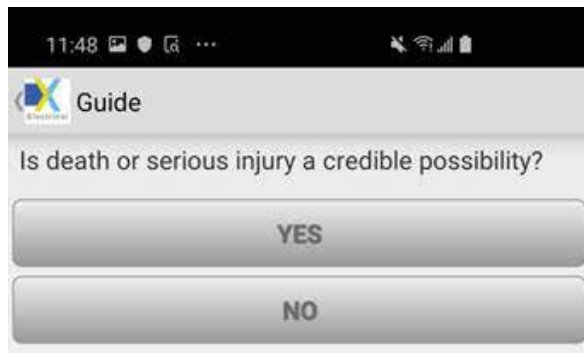 11:48
Guide
Is death or serious injury a credible possibility?
YES
NO